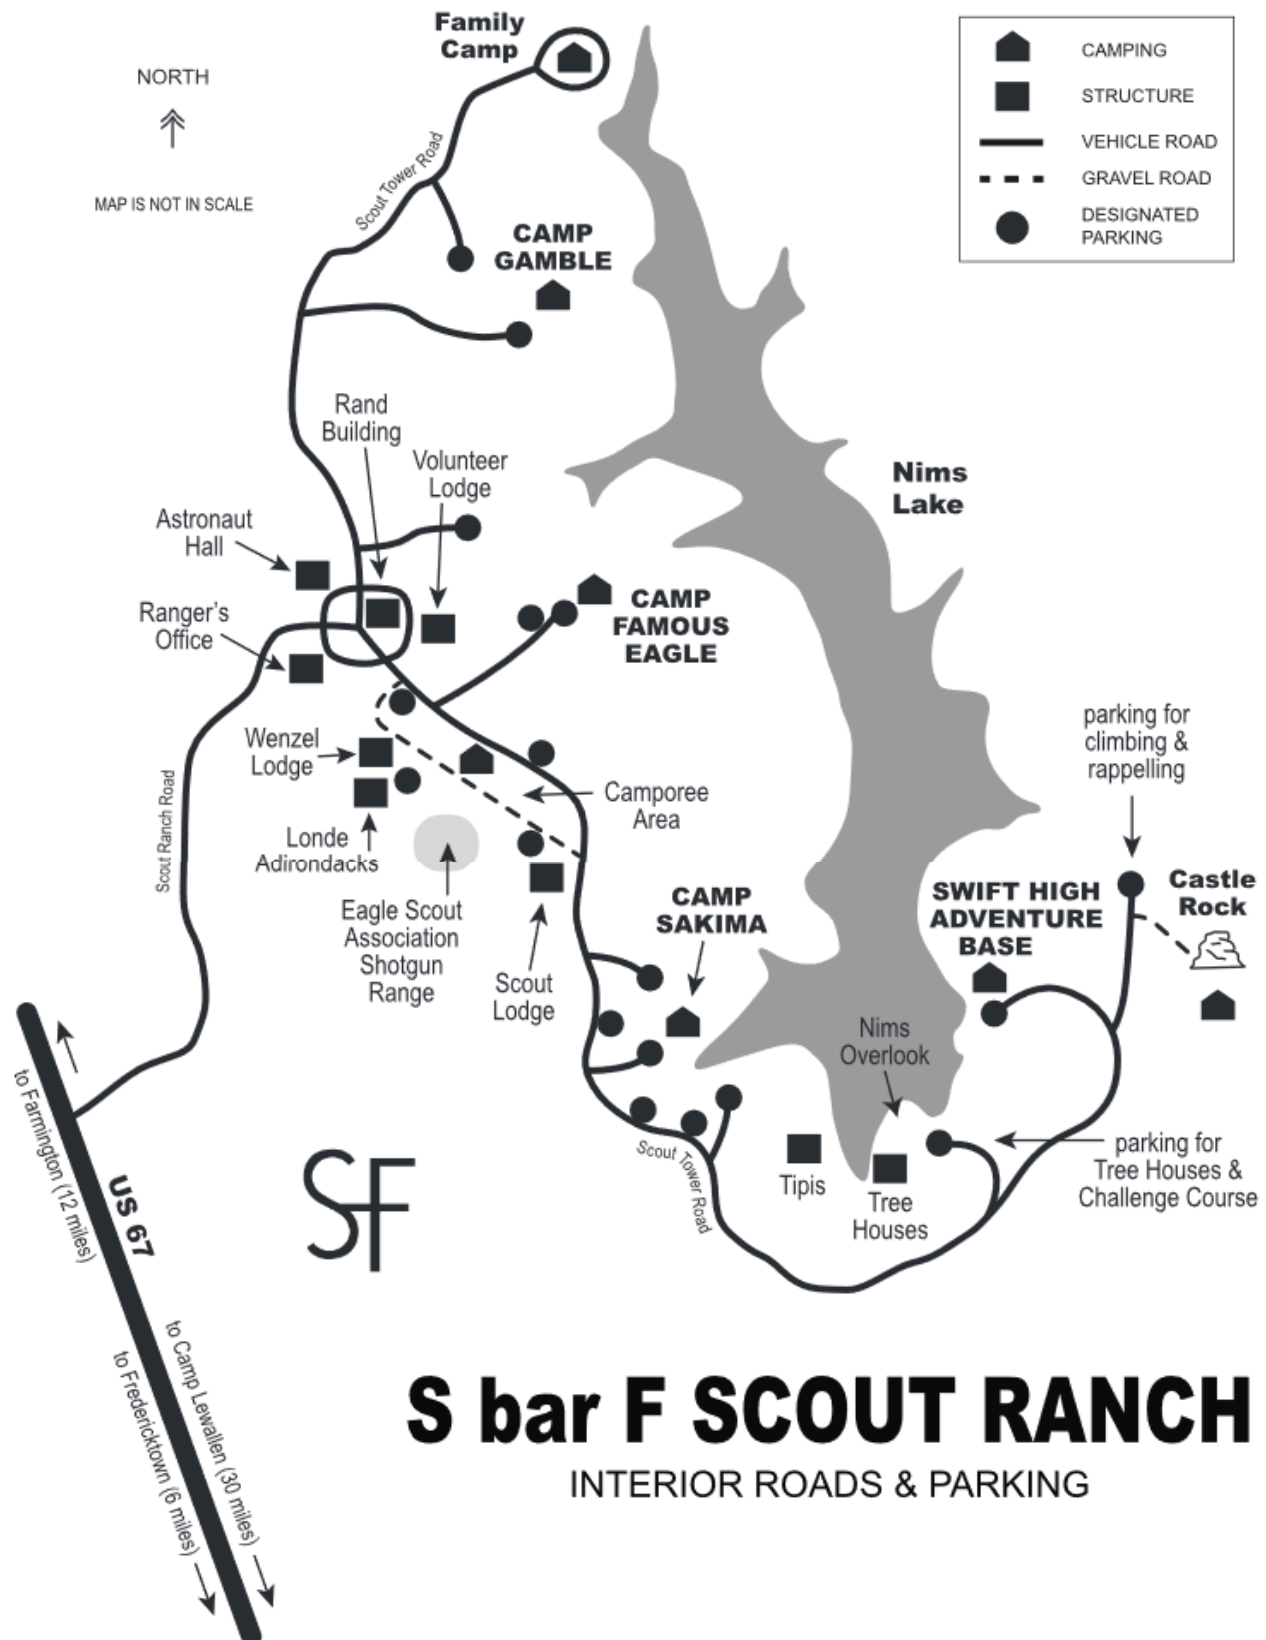 Family
Camp
NORTH
MAP IS NOT IN SCALE
CAMPING
STRUCTURE
VEHICLE ROAD
GRAVEL ROAD
DESIGNATED
PARKING
Scout Tower Road
CAMP
GAMBLE
Rand
Building
Volunteer
Lodge
Nims
Lake
Astronaut
Hall
Ranger's
Office
CAMP
FAMOUS
EAGLE
Wenzel
Lodge
Camporee
Area
parking for
climbing &
rappelling
Scout Ranch Road
Londe
Adirondacks
Eagle Scout
Association
Shotgun
Range
Scout
Lodge
CAMP
SAKIMA
SWIFT HIGH
ADVENTURE
BASE
Castle
Rock
Nims
Overlook
Scout Tower Road
Tipis
Tree
Houses
parking for
Tree Houses &
Challenge Course
to Farmington (12 miles)
US 67
SF
to Camp Lewallen (30 miles)
to Fredericktown (6 miles)
S bar F SCOUT RANCH
INTERIOR ROADS & PARKING